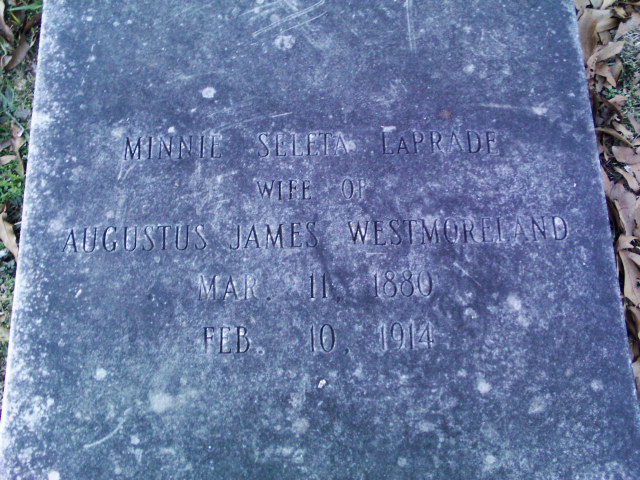 MINNIE SELETA LAPRADE
WIFE OF
AUGUSTUS JAMES WESTMORELAND
MAR. 11, 1880
FEB. 10, 1914